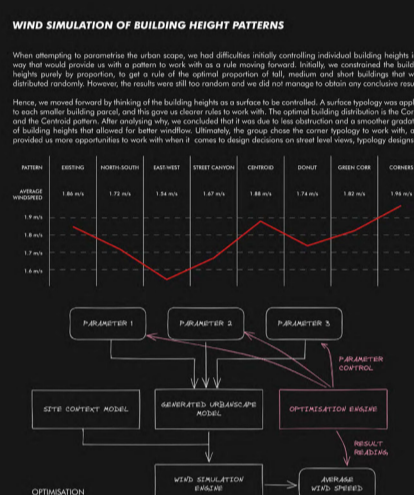 WIND SIMULATION OF BUILDING HEIGHT PATTERNS
When attempting to parametrise the urban scape, we had difficulties initially controlling individual building heights i
way that would provide us with a pattern to work with as a rule moving forward. Initially, we constrained the build
heights purely by proportion, to get a rule of the optimal proportion of tall, medium and short buildings that w
distributed randomly. However, the results were still too random and we did not manage to obtain any conclusive resu
Hence, we moved forward by thinking of the building heights as a surface to be controlled. A surface typology was appl
to each smaller building parcel, and this gave us clearer rules to work with. The optimal building distribution is the Cor
and the Centroid pattern. After analysing why, we concluded that it was due to less obstruction and a smoother gradat
of building heights that allowed for better windflow. Ultimately, the group chose the corner typology to work with, a
provided us more opportunities to work with when it comes to design decisions on street level views, typology designs
PATTERN EXISTING NORTH-SOUTH EAST-WEST STREET CANYON CENTROID DONUT GREEN CORR CORNERS
AVERAGE WINDSPEED 1.86 m/s 1.72 m/s 1.54 m/s 1.67 m/s 1.88 m/s 1.74 m/s 1.82 m/s 1.96 m/s
1.9 m/s
1.8 m/s
1.7 m/s
1.6 m/s
PARAMETER 1 PARAMETER 2 PARAMETER 3
PARAMETER
CONTROL
SITE CONTEXT MODEL GENERATED URBANSCAPE MODEL OPTIMISATION ENGINE
RESULT
READING
WIND SIMULATION ENGINE AVERAGE WIND SPEED
OPTIMISATION